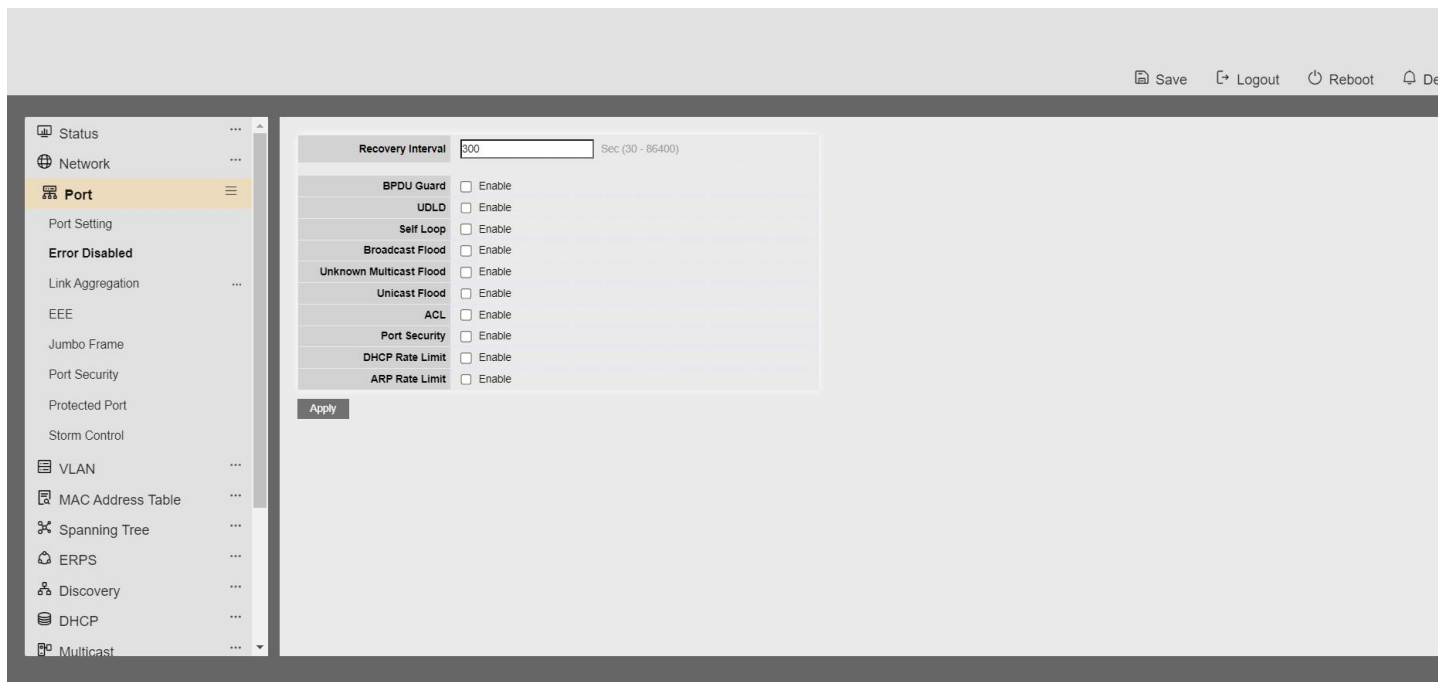 Save Logout Reboot De
Status ...
Network ...
Port
Port Setting
Error Disabled
Link Aggregation ...
EEE
Jumbo Frame
Port Security
Protected Port
Storm Control
VLAN ...
MAC Address Table ...
Spanning Tree ...
ERPS ...
Discovery ...
DHCP ...
Multicast ...
Recovery Interval 300 Sec (30 - 86400)
BPDU Guard Enable
UDLD Enable
Self Loop Enable
Broadcast Flood Enable
Unknown Multicast Flood Enable
Unicast Flood Enable
ACL Enable
Port Security Enable
DHCP Rate Limit Enable
ARP Rate Limit Enable
Apply